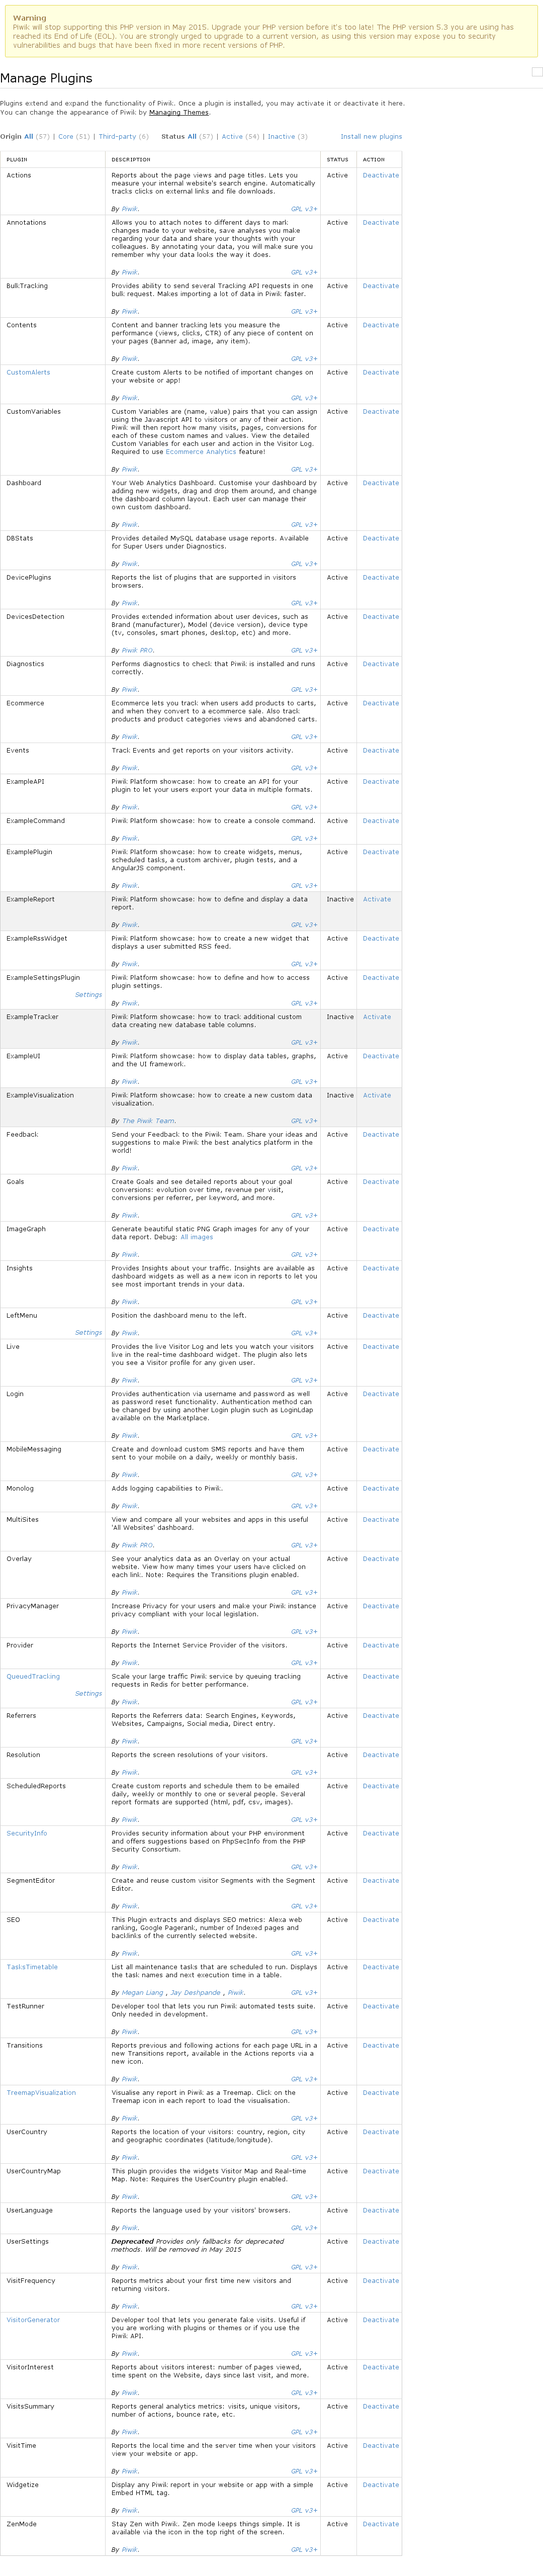 Warning
Piwik will stop supporting this PHP version in May 2015. Upgrade your PHP version before it's too late! The PHP version 5.3 you are using has
reached its End of Life (EOL). You are strongly urged to upgrade to a current version, as using this version may expose you to security
vulnerabilities and bugs that have been fixed in more recent versions of PHP.
Manage Plugins
Plugins extend and expand the functionality of Piwik. Once a plugin is installed, you may activate it or deactivate it here.
You can change the appearance of Piwik by Managing Themes.
Origin All (57) | Core (51) | Third-party (6) Status All (57) | Active (54) | Inactive (3) Install new plugins
PLUGIN DESCRIPTION STATUS ACTION
Actions Reports about the page views and page titles. Lets you Active Deactivate
measure your internal website's search engine. Automatically
tracks clicks on external links and file downloads.
By Piwik. GPL v3+
Annotations Allows you to attach notes to different days to mark Active Deactivate
changes made to your website, save analyses you make
regarding your data and share your thoughts with your
colleagues. By annotating your data, you will make sure you
remember why your data looks the way it does.
By Piwik. GPL v3+
BulkTracking Provides ability to send several Tracking API requests in one Active Deactivate
bulk request. Makes importing a lot of data in Piwik faster.
By Piwik. GPL v3+
Contents Content and banner tracking lets you measure the Active Deactivate
performance (views, clicks, CTR) of any piece of content on
your pages (Banner ad, image, any item).
By Piwik. GPL v3+
CustomAlerts Create custom Alerts to be notified of important changes on Active Deactivate
your website or app!
By Piwik. GPL v3+
CustomVariables Custom Variables are (name, value) pairs that you can assign Active Deactivate
using the Javascript API to visitors or any of their action.
Piwik will then report how many visits, pages, conversions for
each of these custom names and values. View the detailed
Custom Variables for each user and action in the Visitor Log.
Required to use Ecommerce Analytics feature!
By Piwik. GPL v3+
Dashboard Your Web Analytics Dashboard. Customise your dashboard by Active Deactivate
adding new widgets, drag and drop them around, and change
the dashboard column layout. Each user can manage their
own custom dashboard.
By Piwik. GPL v3+
DBStats Provides detailed MySQL database usage reports. Available Active Deactivate
for Super Users under Diagnostics.
By Piwik. GPL v3+
DevicePlugins Reports the list of plugins that are supported in visitors Active Deactivate
browsers.
By Piwik. GPL v3+
DevicesDetection Provides extended information about user devices, such as Active Deactivate
Brand (manufacturer), Model (device version), device type
(tv, consoles, smart phones, desktop, etc) and more.
By Piwik PRO. GPL v3+
Diagnostics Performs diagnostics to check that Piwik is installed and runs Active Deactivate
correctly.
By Piwik. GPL v3+
Ecommerce Ecommerce lets you track when users add products to carts, Active Deactivate
and when they convert to a ecommerce sale. Also track
products and product categories views and abandoned carts.
By Piwik. GPL v3+
Events Track Events and get reports on your visitors activity. Active Deactivate
By Piwik. GPL v3+
ExampleAPI Piwik Platform showcase: how to create an API for your Active Deactivate
plugin to let your users export your data in multiple formats.
By Piwik. GPL v3+
ExampleCommand Piwik Platform showcase: how to create a console command. Active Deactivate
By Piwik. GPL v3+
ExamplePlugin Piwik Platform showcase: how to create widgets, menus, Active Deactivate
scheduled tasks, a custom archiver, plugin tests, and a
AngularJS component.
By Piwik. GPL v3+
ExampleReport Piwik Platform showcase: how to define and display a data Inactive Activate
report.
By Piwik. GPL v3+
ExampleRssWidget Piwik Platform showcase: how to create a new widget that Active Deactivate
displays a user submitted RSS feed.
By Piwik. GPL v3+
ExampleSettingsPlugin Piwik Platform showcase: how to define and how to access Active Deactivate
plugin settings.
Settings
By Piwik. GPL v3+
ExampleTracker Piwik Platform showcase: how to track additional custom Inactive Activate
data creating new database table columns.
By Piwik. GPL v3+
ExampleUI Piwik Platform showcase: how to display data tables, graphs, Active Deactivate
and the UI framework.
By Piwik. GPL v3+
ExampleVisualization Piwik Platform showcase: how to create a new custom data Inactive Activate
visualization.
By The Piwik Team. GPL v3+
Feedback Send your Feedback to the Piwik Team. Share your ideas and Active Deactivate
suggestions to make Piwik the best analytics platform in the
world!
By Piwik. GPL v3+
Goals Create Goals and see detailed reports about your goal Active Deactivate
conversions: evolution over time, revenue per visit,
conversions per referrer, per keyword, and more.
By Piwik. GPL v3+
ImageGraph Generate beautiful static PNG Graph images for any of your Active Deactivate
data report. Debug: All images
By Piwik. GPL v3+
Insights Provides Insights about your traffic. Insights are available as Active Deactivate
dashboard widgets as well as a new icon in reports to let you
see most important trends in your data.
By Piwik. GPL v3+
LeftMenu Position the dashboard menu to the left. Active Deactivate
Settings By Piwik. GPL v3+
Live Provides the live Visitor Log and lets you watch your visitors Active Deactivate
live in the real-time dashboard widget. The plugin also lets
you see a Visitor profile for any given user.
By Piwik. GPL v3+
Login Provides authentication via username and password as well Active Deactivate
as password reset functionality. Authentication method can
be changed by using another Login plugin such as LoginLdap
available on the Marketplace.
By Piwik. GPL v3+
MobileMessaging Create and download custom SMS reports and have them Active Deactivate
sent to your mobile on a daily, weekly or monthly basis.
By Piwik. GPL v3+
Monolog Adds logging capabilities to Piwik. Active Deactivate
By Piwik. GPL v3+
MultiSites View and compare all your websites and apps in this useful Active Deactivate
'All Websites' dashboard.
By Piwik PRO. GPL v3+
Overlay See your analytics data as an Overlay on your actual Active Deactivate
website. View how many times your users have clicked on
each link. Note: Requires the Transitions plugin enabled.
By Piwik. GPL v3+
PrivacyManager Increase Privacy for your users and make your Piwik instance Active Deactivate
privacy compliant with your local legislation.
By Piwik. GPL v3+
Provider Reports the Internet Service Provider of the visitors. Active Deactivate
By Piwik. GPL v3+
QueuedTracking Scale your large traffic Piwik service by queuing tracking Active Deactivate
requests in Redis for better performance.
Settings
By Piwik. GPL v3+
Referrers Reports the Referrers data: Search Engines, Keywords, Active Deactivate
Websites, Campaigns, Social media, Direct entry.
By Piwik. GPL v3+
Resolution Reports the screen resolutions of your visitors. Active Deactivate
By Piwik. GPL v3+
ScheduledReports Create custom reports and schedule them to be emailed Active Deactivate
daily, weekly or monthly to one or several people. Several
report formats are supported (html, pdf, csv, images).
By Piwik. GPL v3+
SecurityInfo Provides security information about your PHP environment Active Deactivate
and offers suggestions based on PhpSecInfo from the PHP
Security Consortium.
By Piwik. GPL v3+
SegmentEditor Create and reuse custom visitor Segments with the Segment Active Deactivate
Editor.
By Piwik. GPL v3+
SEO This Plugin extracts and displays SEO metrics: Alexa web Active Deactivate
ranking, Google Pagerank, number of Indexed pages and
backlinks of the currently selected website.
By Piwik. GPL v3+
TasksTimetable List all maintenance tasks that are scheduled to run. Displays Active Deactivate
the task names and next execution time in a table.
By Megan Liang , Jay Deshpande , Piwik. GPL v3+
TestRunner Developer tool that lets you run Piwik automated tests suite. Active Deactivate
Only needed in development.
By Piwik. GPL v3+
Transitions Reports previous and following actions for each page URL in a Active Deactivate
new Transitions report, available in the Actions reports via a
new icon.
By Piwik. GPL v3+
TreemapVisualization Visualise any report in Piwik as a Treemap. Click on the Active Deactivate
Treemap icon in each report to load the visualisation.
By Piwik. GPL v3+
UserCountry Reports the location of your visitors: country, region, city Active Deactivate
and geographic coordinates (latitude/longitude).
By Piwik. GPL v3+
UserCountryMap This plugin provides the widgets Visitor Map and Real-time Active Deactivate
Map. Note: Requires the UserCountry plugin enabled.
By Piwik. GPL v3+
UserLanguage Reports the language used by your visitors' browsers. Active Deactivate
By Piwik. GPL v3+
UserSettings Deprecated Provides only fallbacks for deprecated Active Deactivate
methods. Will be removed in May 2015
By Piwik. GPL v3+
VisitFrequency Reports metrics about your first time new visitors and Active Deactivate
returning visitors.
By Piwik. GPL v3+
VisitorGenerator Developer tool that lets you generate fake visits. Useful if Active Deactivate
you are working with plugins or themes or if you use the
Piwik API.
By Piwik. GPL v3+
VisitorInterest Reports about visitors interest: number of pages viewed, Active Deactivate
time spent on the Website, days since last visit, and more.
By Piwik. GPL v3+
VisitsSummary Reports general analytics metrics: visits, unique visitors, Active Deactivate
number of actions, bounce rate, etc.
By Piwik. GPL v3+
VisitTime Reports the local time and the server time when your visitors Active Deactivate
view your website or app.
By Piwik. GPL v3+
Widgetize Display any Piwik report in your website or app with a simple Active Deactivate
Embed HTML tag.
By Piwik. GPL v3+
ZenMode Stay Zen with Piwik. Zen mode keeps things simple. It is Active Deactivate
available via the icon in the top right of the screen.
By Piwik. GPL v3+